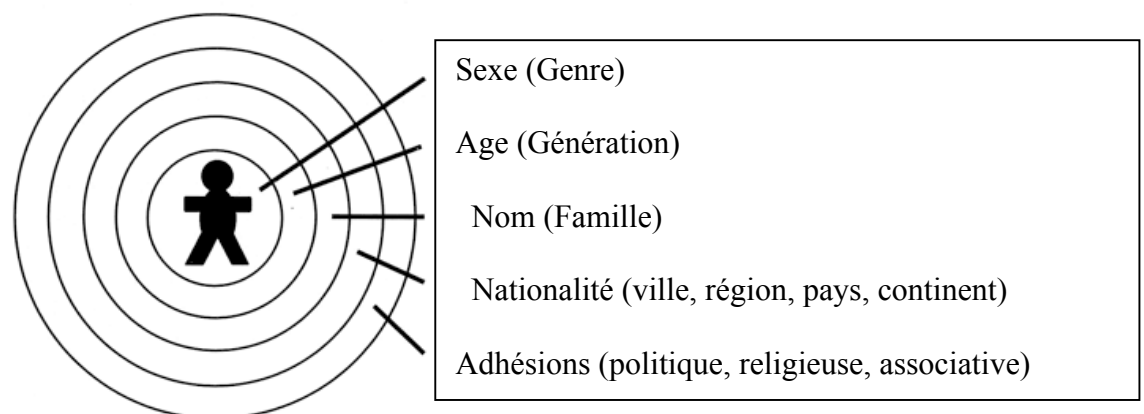 Sexe (Genre)
Age (Génération)
Nom (Famille)
Nationalité (ville, région, pays, continent)
Adhésions (politique, religieuse, associative)